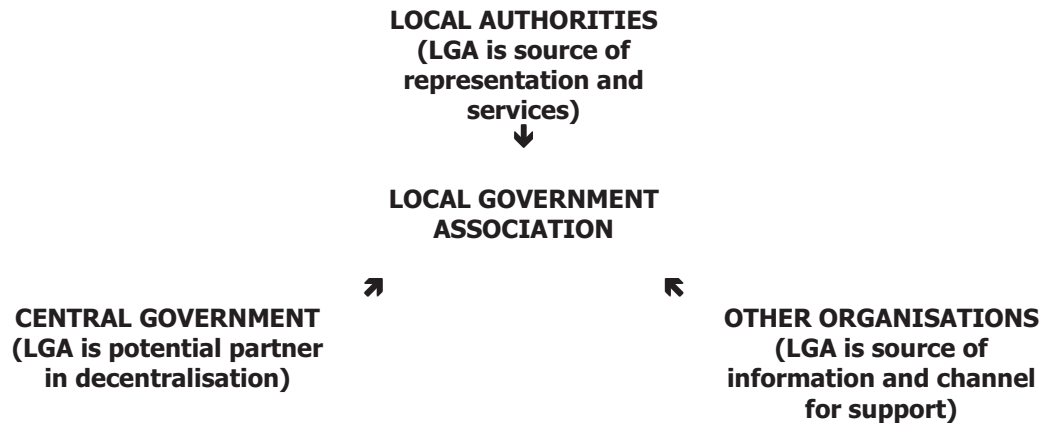 LOCAL AUTHORITIES
(LGA is source of
representation and
services)
LOCAL GOVERNMENT
ASSOCIATION
CENTRAL GOVERNMENT
(LGA is potential partner
in decentralisation)
OTHER ORGANISATIONS
(LGA is source of
information and channel
for support)